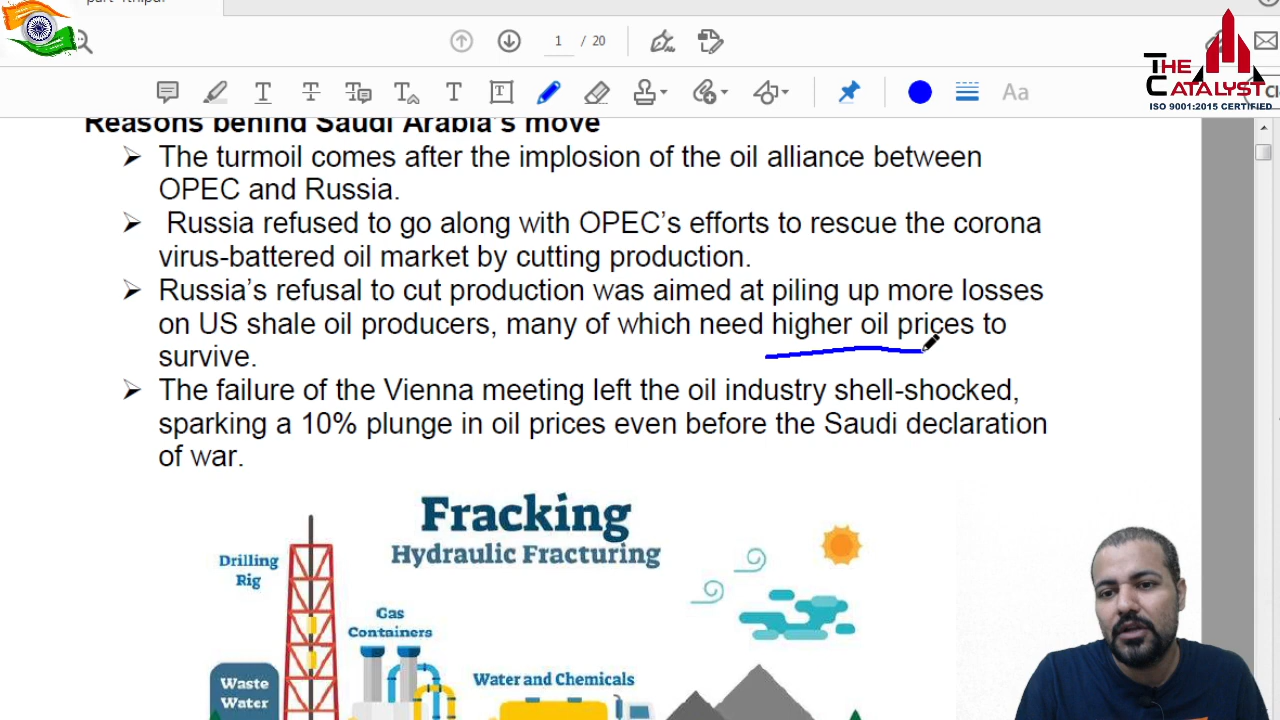 1 / 20
THE
CATALYST
ISO 9001:2015 CERTIFIED
T T T T T Aa
Reasons behind Saudi Arabia's move
➢ The turmoil comes after the implosion of the oil alliance between
OPEC and Russia.
➢ Russia refused to go along with OPEC's efforts to rescue the corona
virus-battered oil market by cutting production.
➢ Russia's refusal to cut production was aimed at piling up more losses
on US shale oil producers, many of which need higher oil prices to
survive.
➢ The failure of the Vienna meeting left the oil industry shell-shocked,
sparking a 10% plunge in oil prices even before the Saudi declaration
of war.
Fracking
Hydraulic Fracturing
Drilling
Rig
Gas
Containers
Water and Chemicals
Waste
Water